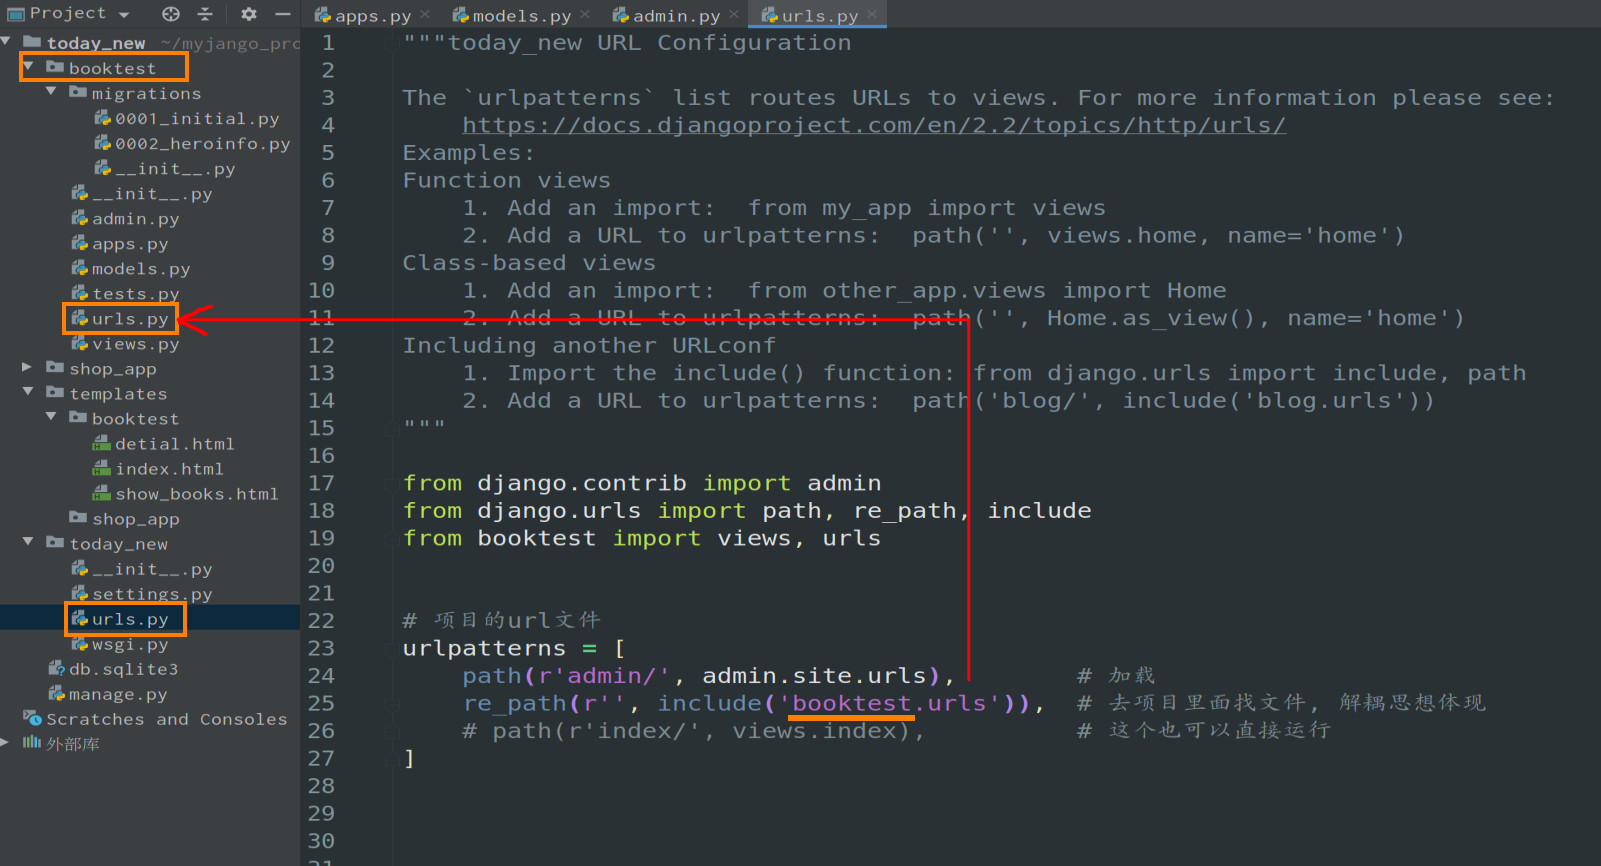 Project
apps.py
models.py
admin.py
urls.py
today_new ~/myjango_pro
booktest
migrations
0001_initial.py
0002_heroinfo.py
__init__.py
__init__.py
admin.py
apps.py
models.py
tests.py
urls.py
views.py
shop_app
templates
booktest
detial.html
index.html
show_books.html
shop_app
today_new
__init__.py
settings.py
urls.py
wsgi.py
db.sqlite3
manage.py
Scratches and Consoles
外部库
1 """today_new URL Configuration
2
3 The `urlpatterns` list routes URLs to views. For more information please see:
4 https://docs.djangoproject.com/en/2.2/topics/http/urls/
5 Examples:
6 Function views
7 1. Add an import:  from my_app import views
8 2. Add a URL to urlpatterns:  path('', views.home, name='home')
9 Class-based views
10 1. Add an import:  from other_app.views import Home
11 2. Add a URL to urlpatterns:  path('', Home.as_view(), name='home')
12 Including another URLconf
13 1. Import the include() function: from django.urls import include, path
14 2. Add a URL to urlpatterns:  path('blog/', include('blog.urls'))
15 """
16
17 from django.contrib import admin
18 from django.urls import path, re_path, include
19 from booktest import views, urls
20
21
22 # 项目的url文件
23 urlpatterns = [
24 path(r'admin/', admin.site.urls), # 加载
25 re_path(r'', include('booktest.urls')), # 去项目里面找文件, 解耦思想体现
26 # path(r'index/', views.index), # 这个也可以直接运行
27 ]
28
29
30
31